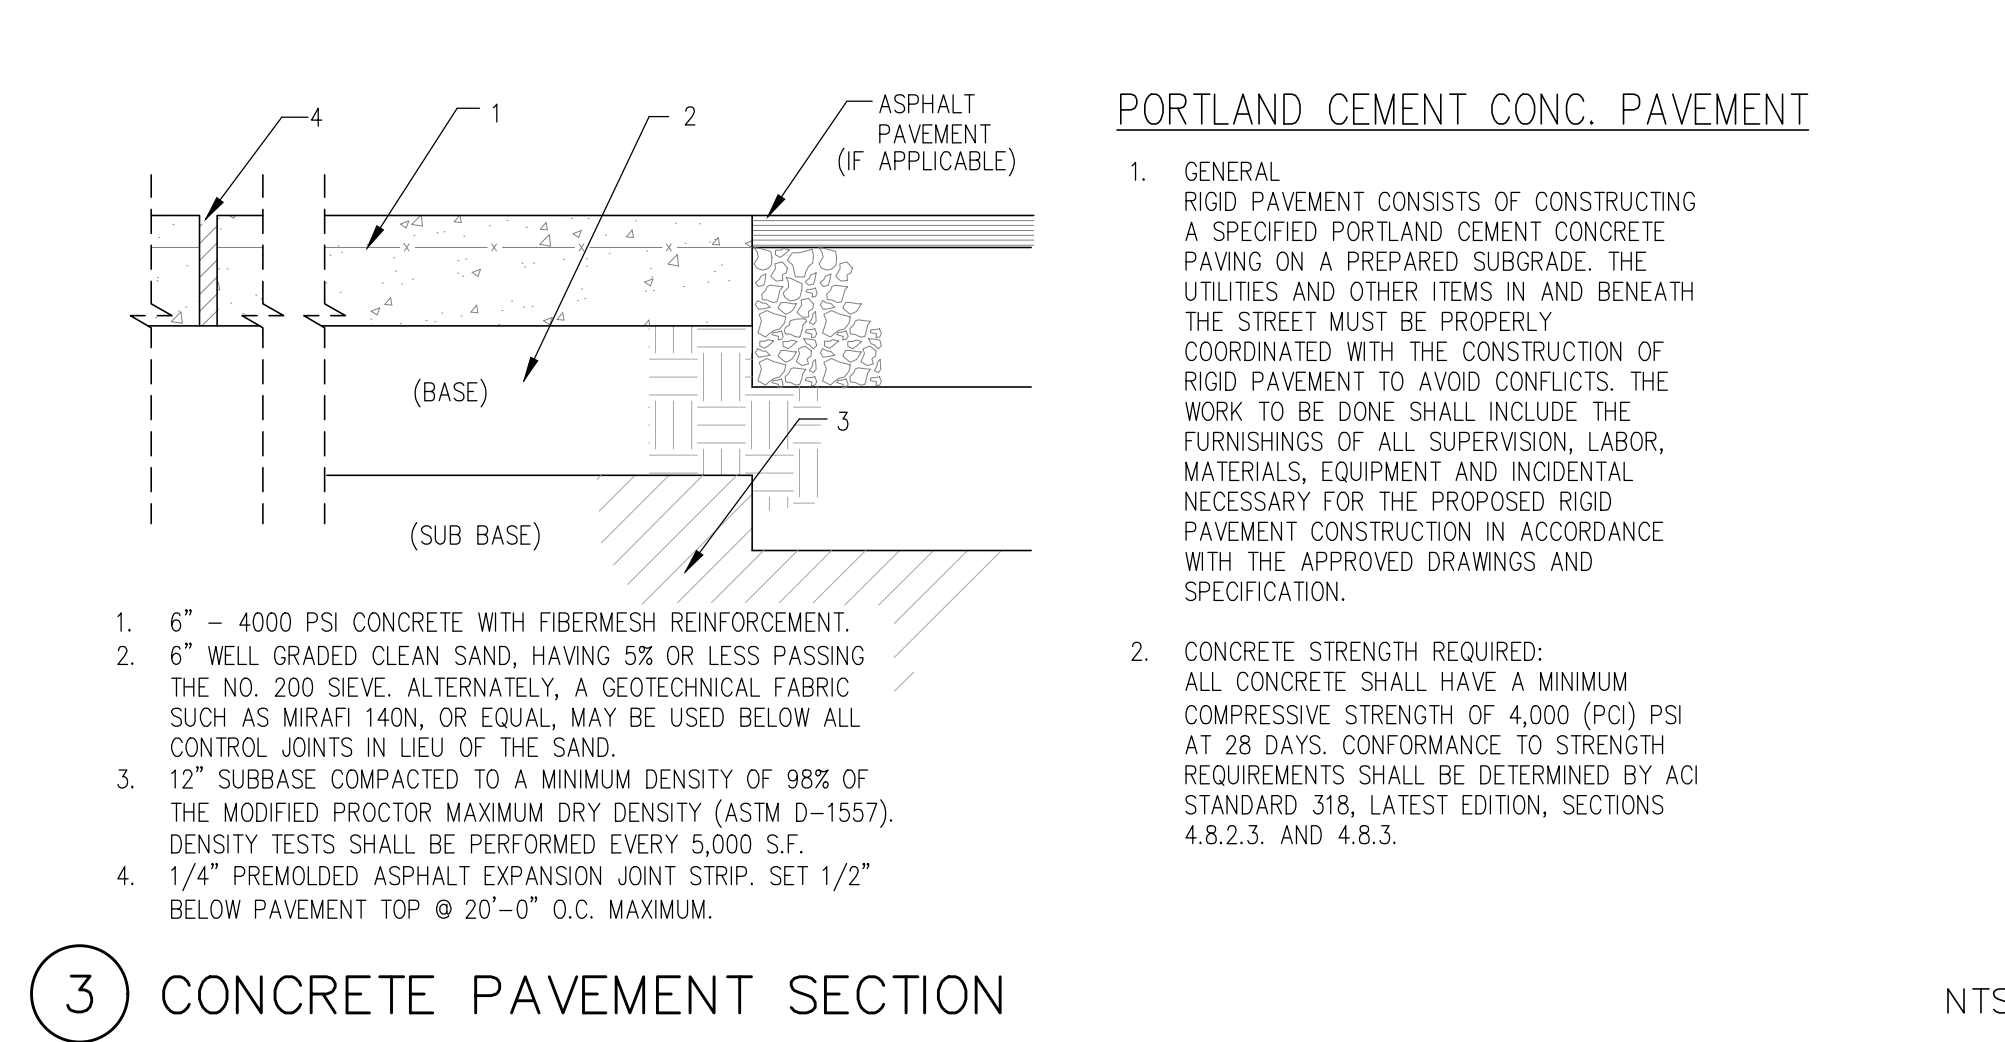 4
1
2
ASPHALT
PAVEMENT
(IF APPLICABLE)
(BASE)
3
(SUB BASE)
1. 6" – 4000 PSI CONCRETE WITH FIBERMESH REINFORCEMENT.
2. 6" WELL GRADED CLEAN SAND, HAVING 5% OR LESS PASSING
THE NO. 200 SIEVE. ALTERNATELY, A GEOTECHNICAL FABRIC
SUCH AS MIRAFI 140N, OR EQUAL, MAY BE USED BELOW ALL
CONTROL JOINTS IN LIEU OF THE SAND.
3. 12" SUBBASE COMPACTED TO A MINIMUM DENSITY OF 98% OF
THE MODIFIED PROCTOR MAXIMUM DRY DENSITY (ASTM D–1557).
DENSITY TESTS SHALL BE PERFORMED EVERY 5,000 S.F.
4. 1/4" PREMOLDED ASPHALT EXPANSION JOINT STRIP. SET 1/2"
BELOW PAVEMENT TOP @ 20'–0" O.C. MAXIMUM.
PORTLAND CEMENT CONC. PAVEMENT
1. GENERAL
RIGID PAVEMENT CONSISTS OF CONSTRUCTING
A SPECIFIED PORTLAND CEMENT CONCRETE
PAVING ON A PREPARED SUBGRADE. THE
UTILITIES AND OTHER ITEMS IN AND BENEATH
THE STREET MUST BE PROPERLY
COORDINATED WITH THE CONSTRUCTION OF
RIGID PAVEMENT TO AVOID CONFLICTS. THE
WORK TO BE DONE SHALL INCLUDE THE
FURNISHINGS OF ALL SUPERVISION, LABOR,
MATERIALS, EQUIPMENT AND INCIDENTAL
NECESSARY FOR THE PROPOSED RIGID
PAVEMENT CONSTRUCTION IN ACCORDANCE
WITH THE APPROVED DRAWINGS AND
SPECIFICATION.
2. CONCRETE STRENGTH REQUIRED:
ALL CONCRETE SHALL HAVE A MINIMUM
COMPRESSIVE STRENGTH OF 4,000 (PCI) PSI
AT 28 DAYS. CONFORMANCE TO STRENGTH
REQUIREMENTS SHALL BE DETERMINED BY ACI
STANDARD 318, LATEST EDITION, SECTIONS
4.8.2.3. AND 4.8.3.
3 CONCRETE PAVEMENT SECTION
NTS